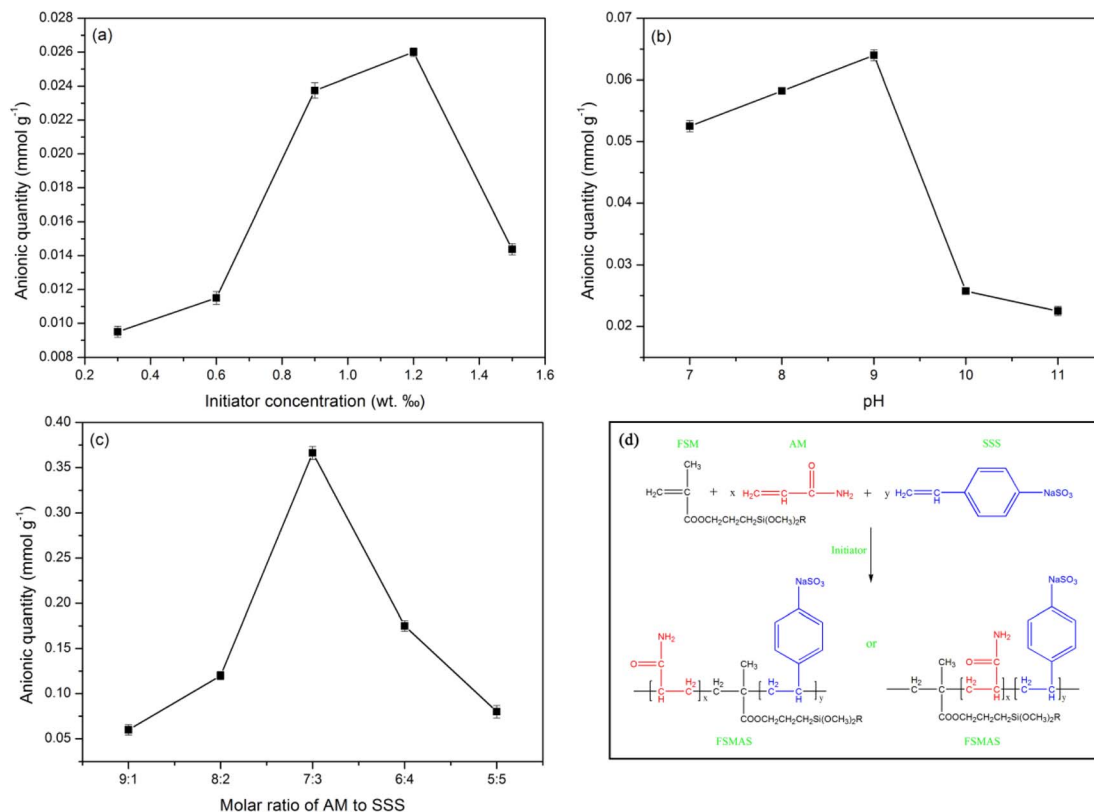 (a)
0.028
0.026
0.024
0.022
0.020
0.018
0.016
0.014
0.012
0.010
0.008
Anionic quantity (mmol g⁻¹)
0.2 0.4 0.6 0.8 1.0 1.2 1.4 1.6
Initiator concentration (wt. ‰)
(b)
0.07
0.06
0.05
0.04
0.03
0.02
Anionic quantity (mmol g⁻¹)
7 8 9 10 11
pH
(c)
0.40
0.35
0.30
0.25
0.20
0.15
0.10
0.05
Anionic quantity (mmol g⁻¹)
9:1 8:2 7:3 6:4 5:5
Molar ratio of AM to SSS
(d)
FSM AM SSS
CH₃
H₂C
C
COOCH₂CH₂CH₂Si(OCH₃)₂R
+ x
O
H₂C C
H
C
NH₂
+ y
H₂C C
H
NaSO₃
Initiator
NaSO₃
NH₂
O C
C
H
H₂
C
x
H₂
C
CH₃
C
H₂
C
C
H
y
COOCH₂CH₂CH₂Si(OCH₃)₂R
FSMAS
or
NaSO₃
NH₂
O C
H₂
C
CH₃
C
H₂
C
C
H
x
H₂
C
C
H
y
COOCH₂CH₂CH₂Si(OCH₃)₂R
FSMAS